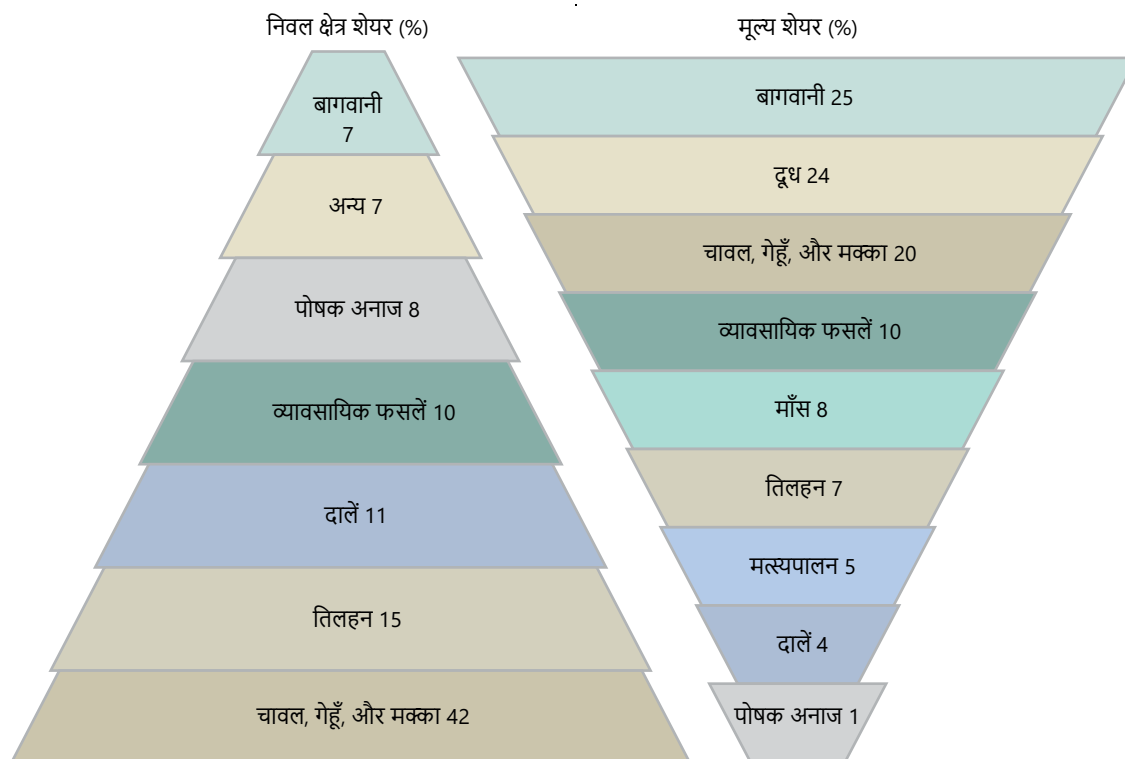 निवल क्षेत्र शेयर (%)
बागवानी
7
अन्य 7
पोषक अनाज 8
व्यावसायिक फसलें 10
दालें 11
तिलहन 15
चावल, गेहूँ, और मक्का 42
मूल्य शेयर (%)
बागवानी 25
दूध 24
चावल, गेहूँ, और मक्का 20
व्यावसायिक फसलें 10
माँस 8
तिलहन 7
मत्स्यपालन 5
दालें 4
पोषक अनाज 1